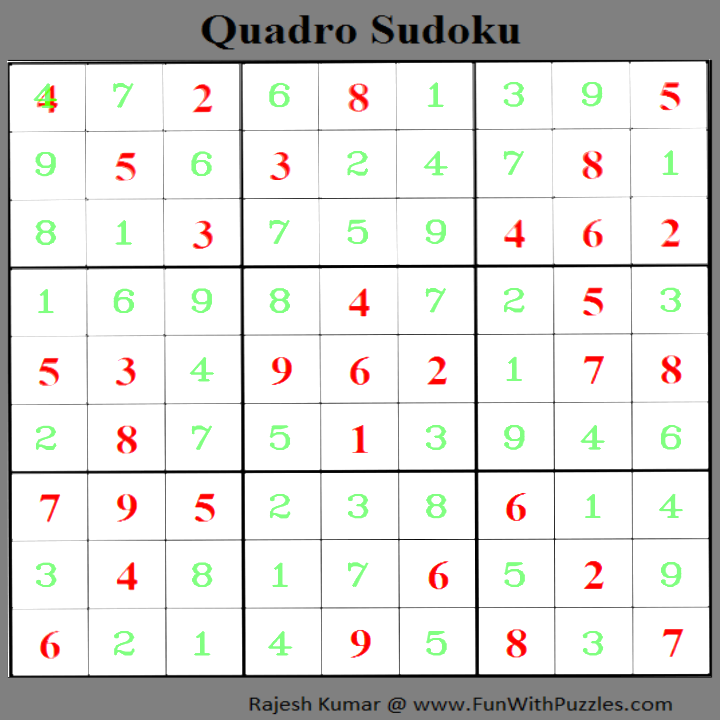 Quadro Sudoku
4 7 2 6 8 1 3 9 5
9 5 6 3 2 4 7 8 1
8 1 3 7 5 9 4 6 2
1 6 9 8 4 7 2 5 3
5 3 4 9 6 2 1 7 8
2 8 7 5 1 3 9 4 6
7 9 5 2 3 8 6 1 4
3 4 8 1 7 6 5 2 9
6 2 1 4 9 5 8 3 7
Rajesh Kumar @ www.FunWithPuzzles.com